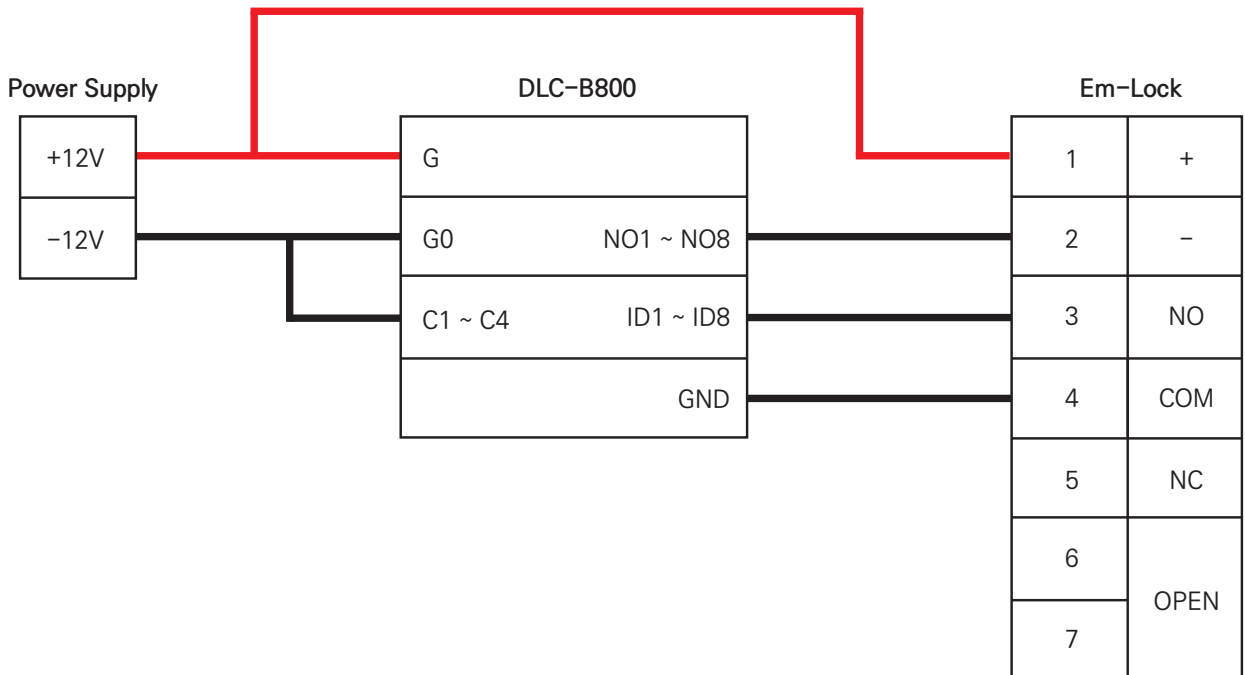 Power Supply DLC-B800 Em-Lock
+12V G 1 +
-12V G0 NO1 ~ NO8 2 -
C1 ~ C4 ID1 ~ ID8 3 NO
GND 4 COM
5 NC
6
OPEN
7